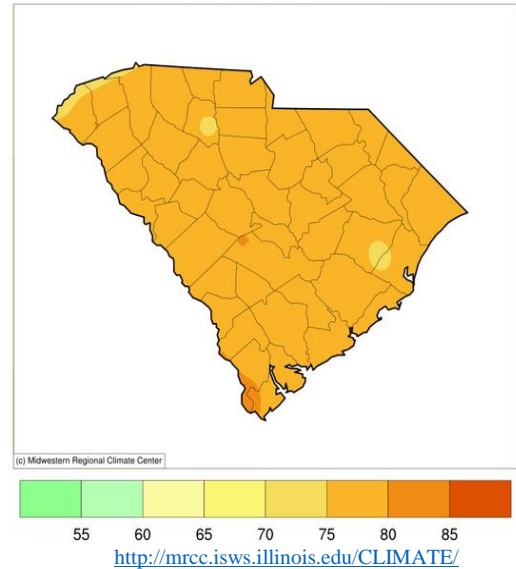 (c) Midwestern Regional Climate Center
55 60 65 70 75 80 85
http://mrcc.isws.illinois.edu/CLIMATE/